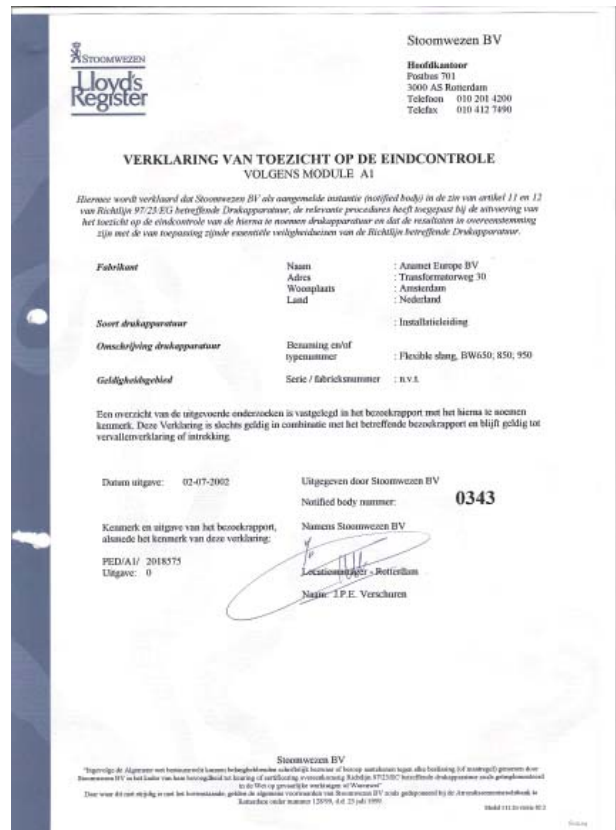 Stoomwezen BV
STOOMWEZEN
Lloyd's
Register
Hoofdkantoor
Postbus 701
3000 AS Rotterdam
Telefoon 010 201 4200
Telefax 010 412 7490
VERKLARING VAN TOEZICHT OP DE EINDCONTROLE
VOLGENS MODULE A1
Hiermee wordt verklaard dat Stoomwezen BV als aangemelde instantie (notified body) in de zin van artikel 11 en 12
van Richtlijn 97/23/EG betreffende Drukapparatuur, de relevante procedures heeft toegepast bij de uitvoering van
het toezicht op de eindcontrole van de hierna te noemen drukapparatuur en dat de resultaten in overeenstemming
zijn met de van toepassing zijnde essentiële veiligheidseisen van de Richtlijn betreffende Drukapparatuur.
Fabrikant Naam : Anamet Europe BV
Adres : Transformatorweg 30
Woonplaats : Amsterdam
Land : Nederland
Soort drukapparatuur : Installatieleiding
Omschrijving drukapparatuur Benaming en/of
typenummer : Flexible slang, BW650; 850; 950
Geldigheidsgebied Serie / fabrieksnummer : n.v.t.
Een overzicht van de uitgevoerde onderzoeken is vastgelegd in het bezoekrapport met het hierna te noemen
kenmerk. Deze Verklaring is slechts geldig in combinatie met het betreffende bezoekrapport en blijft geldig tot
vervallenverklaring of intrekking.
Datum uitgave: 02-07-2002 Uitgegeven door Stoomwezen BV
Notified body nummer: 0343
Kenmerk en uitgave van het bezoekrapport,
alsmede het kenmerk van deze verklaring:
Namens Stoomwezen BV
PED/A1/ 2018575
Uitgave: 0
Locatiemanager - Rotterdam
Naam: J.P.E. Verschuren
Stoomwezen BV